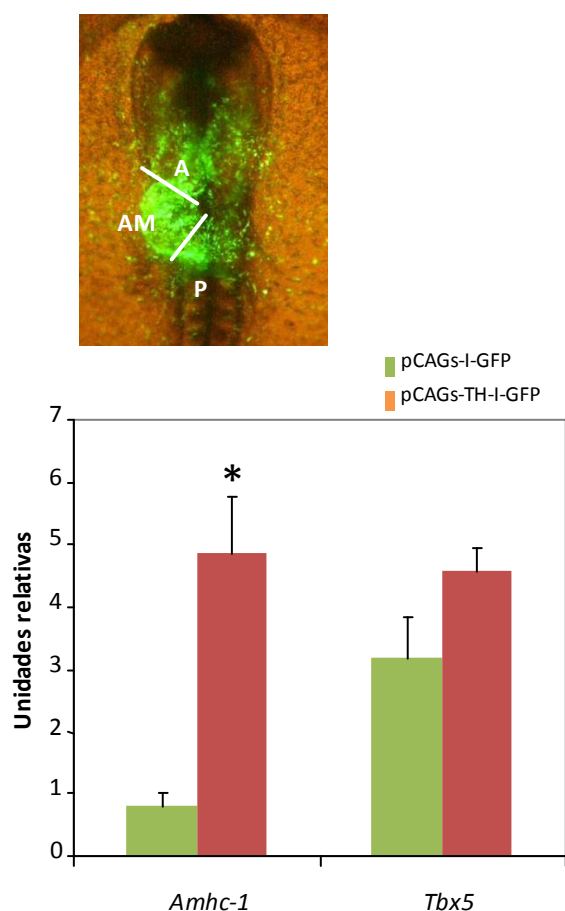 A
AM
P
pCAGs-I-GFP
pCAGs-TH-I-GFP
7
6
5
4
3
2
1
0
Unidades relativas
*
Amhc-1
Tbx5